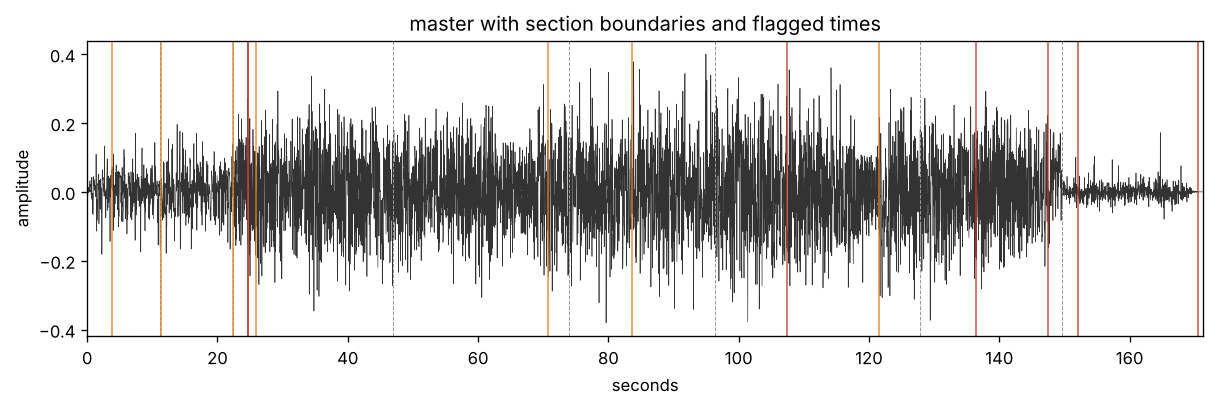 master with section boundaries and flagged times
0.4
0.2
0.0
−0.2
−0.4
amplitude
0 20 40 60 80 100 120 140 160
seconds